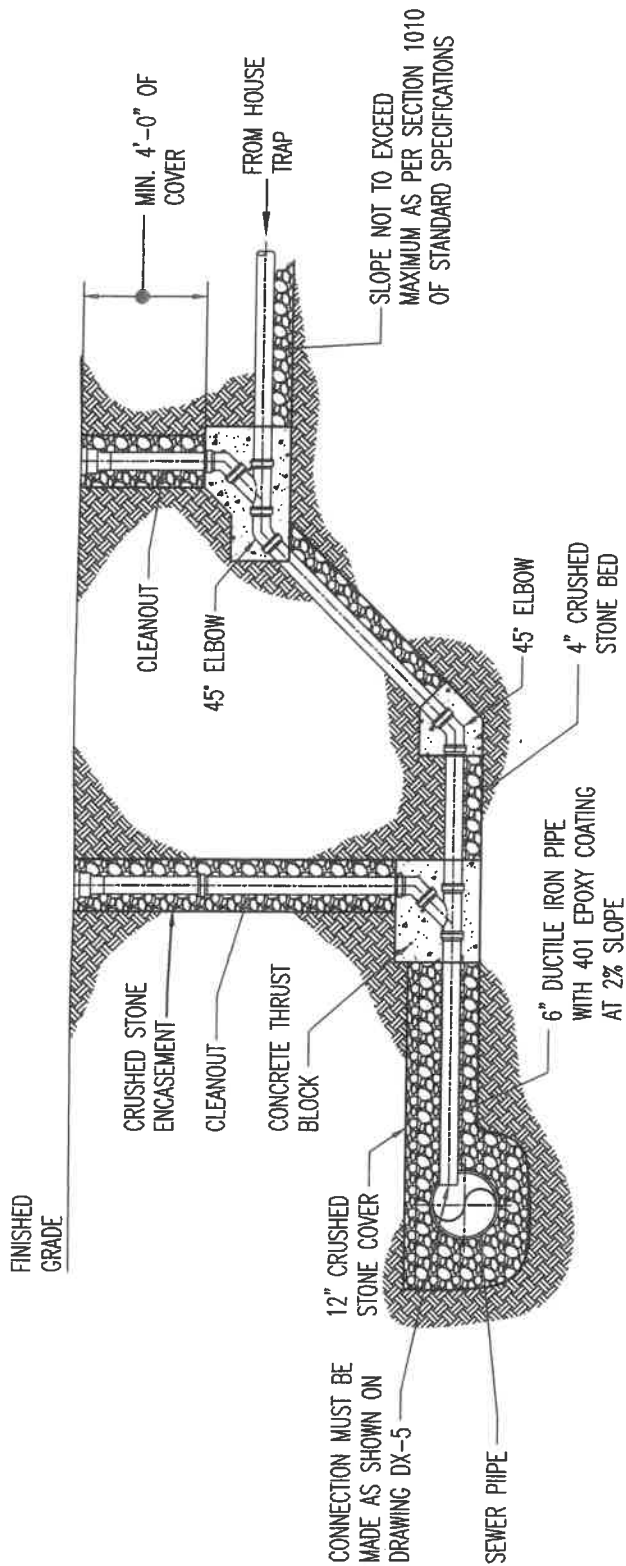 FINISHED
GRADE
MIN. 4'-0" OF
COVER
FROM HOUSE
TRAP
SLOPE NOT TO EXCEED
MAXIMUM AS PER SECTION 1010
OF STANDARD SPECIFICATIONS
CLEANOUT
45° ELBOW
45° ELBOW
4" CRUSHED
STONE BED
CRUSHED STONE
ENCASEMENT
CLEANOUT
CONCRETE THRUST
BLOCK
6" DUCTILE IRON PIPE
WITH 401 EPOXY COATING
AT 2% SLOPE
12" CRUSHED
STONE COVER
CONNECTION MUST BE
MADE AS SHOWN ON
DRAWING DX-5
SEWER PIIPE